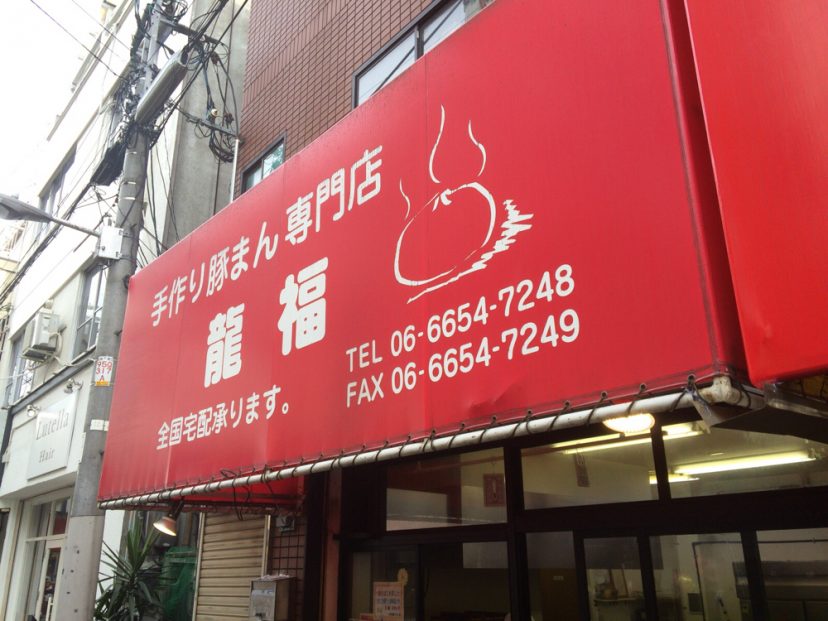 手作り豚まん専門店
龍福
全国宅配承ります。
TEL 06-6654-7248
FAX 06-6654-7249
Lutella
Hair